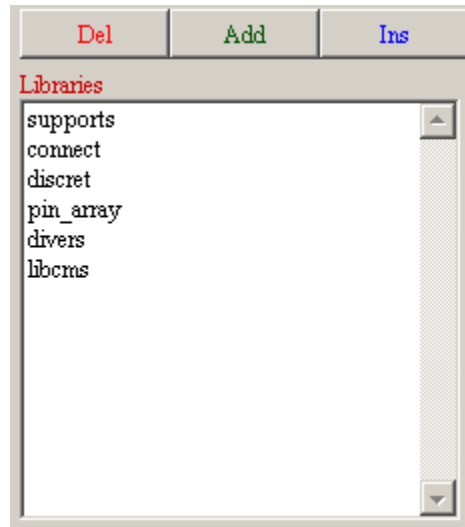 Del Add Ins
Libraries
supports
connect
discret
pin_array
divers
libcms